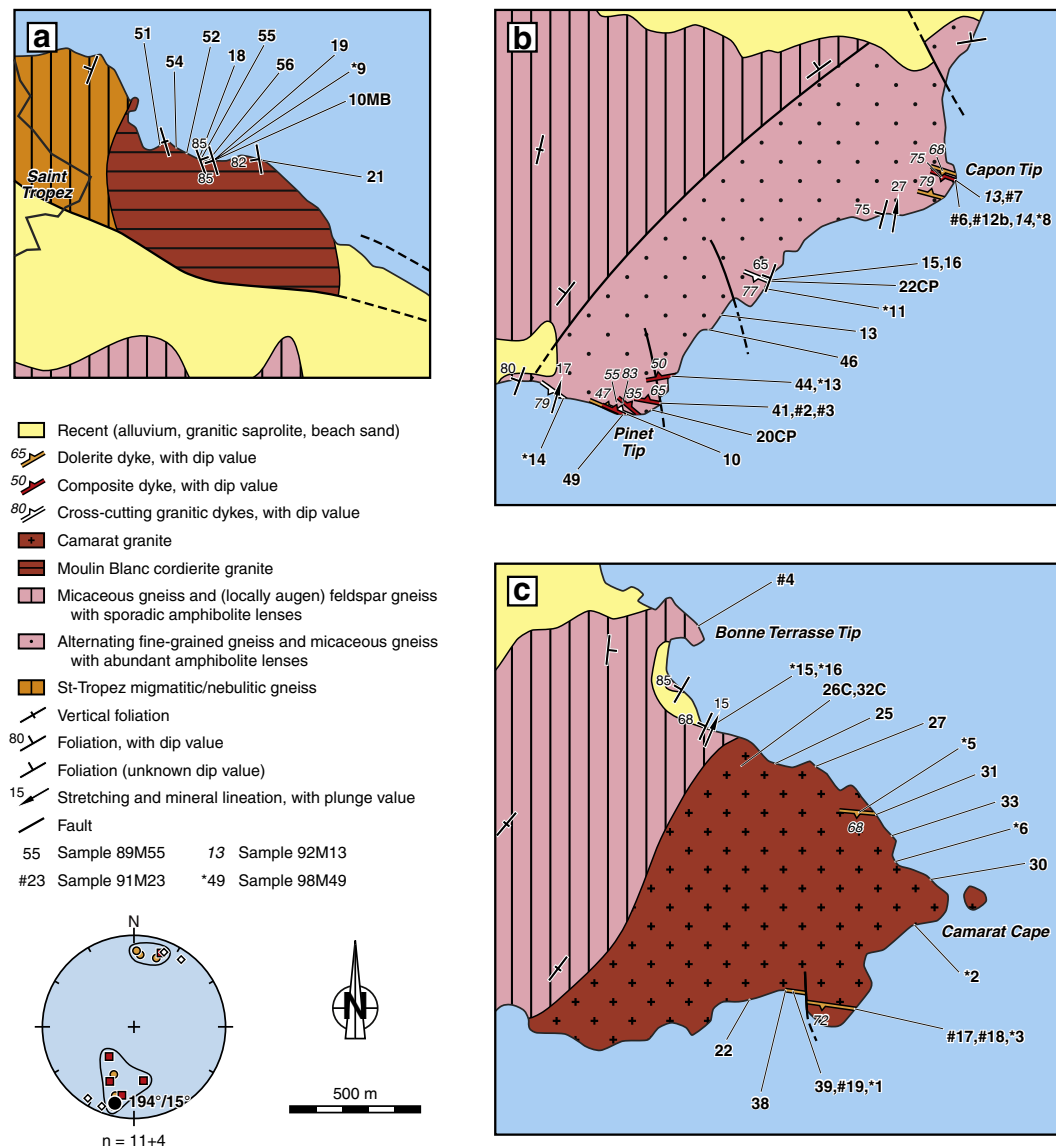 a
51
54
52
18
55
56
19
*9
10MB
85
85
82
21
Saint
Tropez
b
75
68
Capon Tip
79
27
13,#7
75
#6,#12b,14,*8
65
15,16
77
22CP
*11
13
46
80
17
79
47
55
83
35
50
65
44,*13
41,#2,#3
20CP
Pinet
Tip
10
*14
49
Recent (alluvium, granitic saprolite, beach sand)
65 Dolerite dyke, with dip value
50 Composite dyke, with dip value
80 Cross-cutting granitic dykes, with dip value
Camarat granite
Moulin Blanc cordierite granite
Micaceous gneiss and (locally augen) feldspar gneiss
with sporadic amphibolite lenses
Alternating fine-grained gneiss and micaceous gneiss
with abundant amphibolite lenses
St-Tropez migmatitic/nebulitic gneiss
Vertical foliation
80 Foliation, with dip value
Foliation (unknown dip value)
15 Stretching and mineral lineation, with plunge value
Fault
55 Sample 89M55 13 Sample 92M13
#23 Sample 91M23 *49 Sample 98M49
N
194°/15°
n = 11+4
N
500 m
c
#4
Bonne Terrasse Tip
85
*15,*16
26C,32C
15
68
25
27
*5
31
68
33
*6
30
Camarat Cape
*2
72
#17,#18,*3
22
39,#19,*1
38